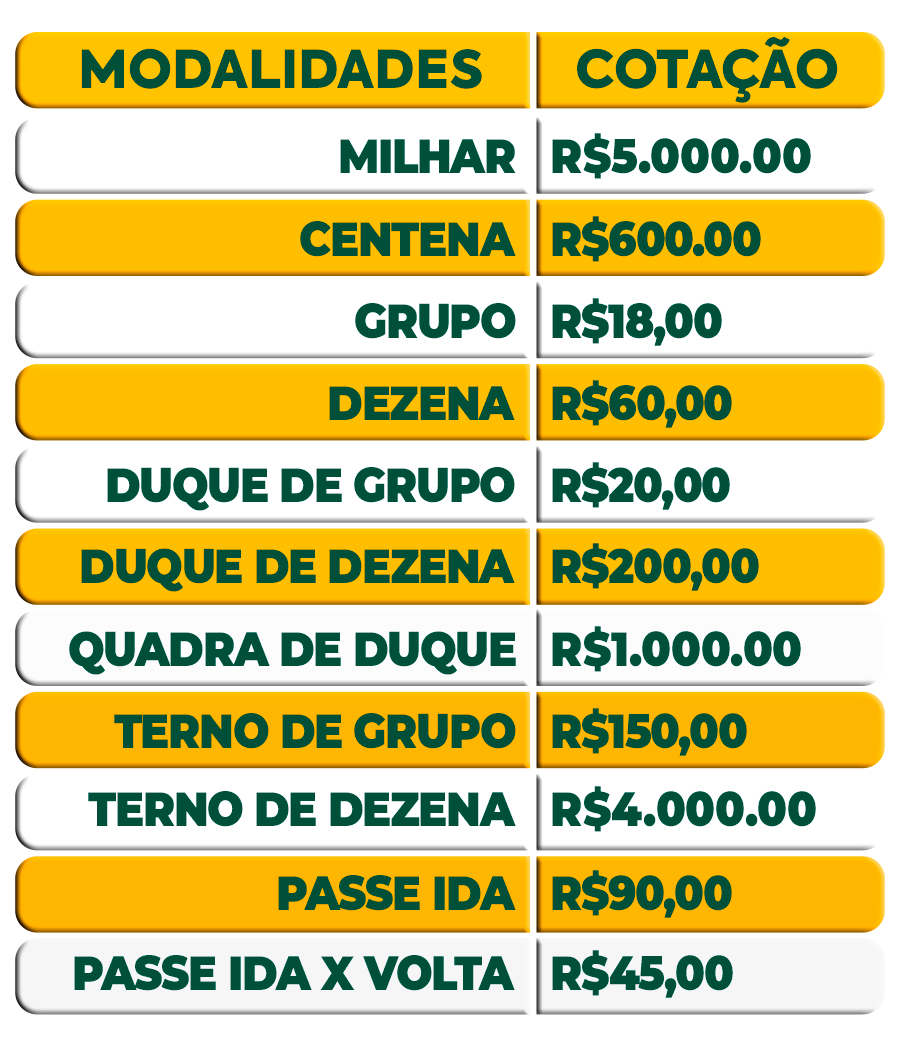 MODALIDADES COTAÇÃO
MILHAR R$5.000.00
CENTENA R$600.00
GRUPO R$18,00
DEZENA R$60,00
DUQUE DE GRUPO R$20,00
DUQUE DE DEZENA R$200,00
QUADRA DE DUQUE R$1.000.00
TERNO DE GRUPO R$150,00
TERNO DE DEZENA R$4.000.00
PASSE IDA R$90,00
PASSE IDA X VOLTA R$45,00